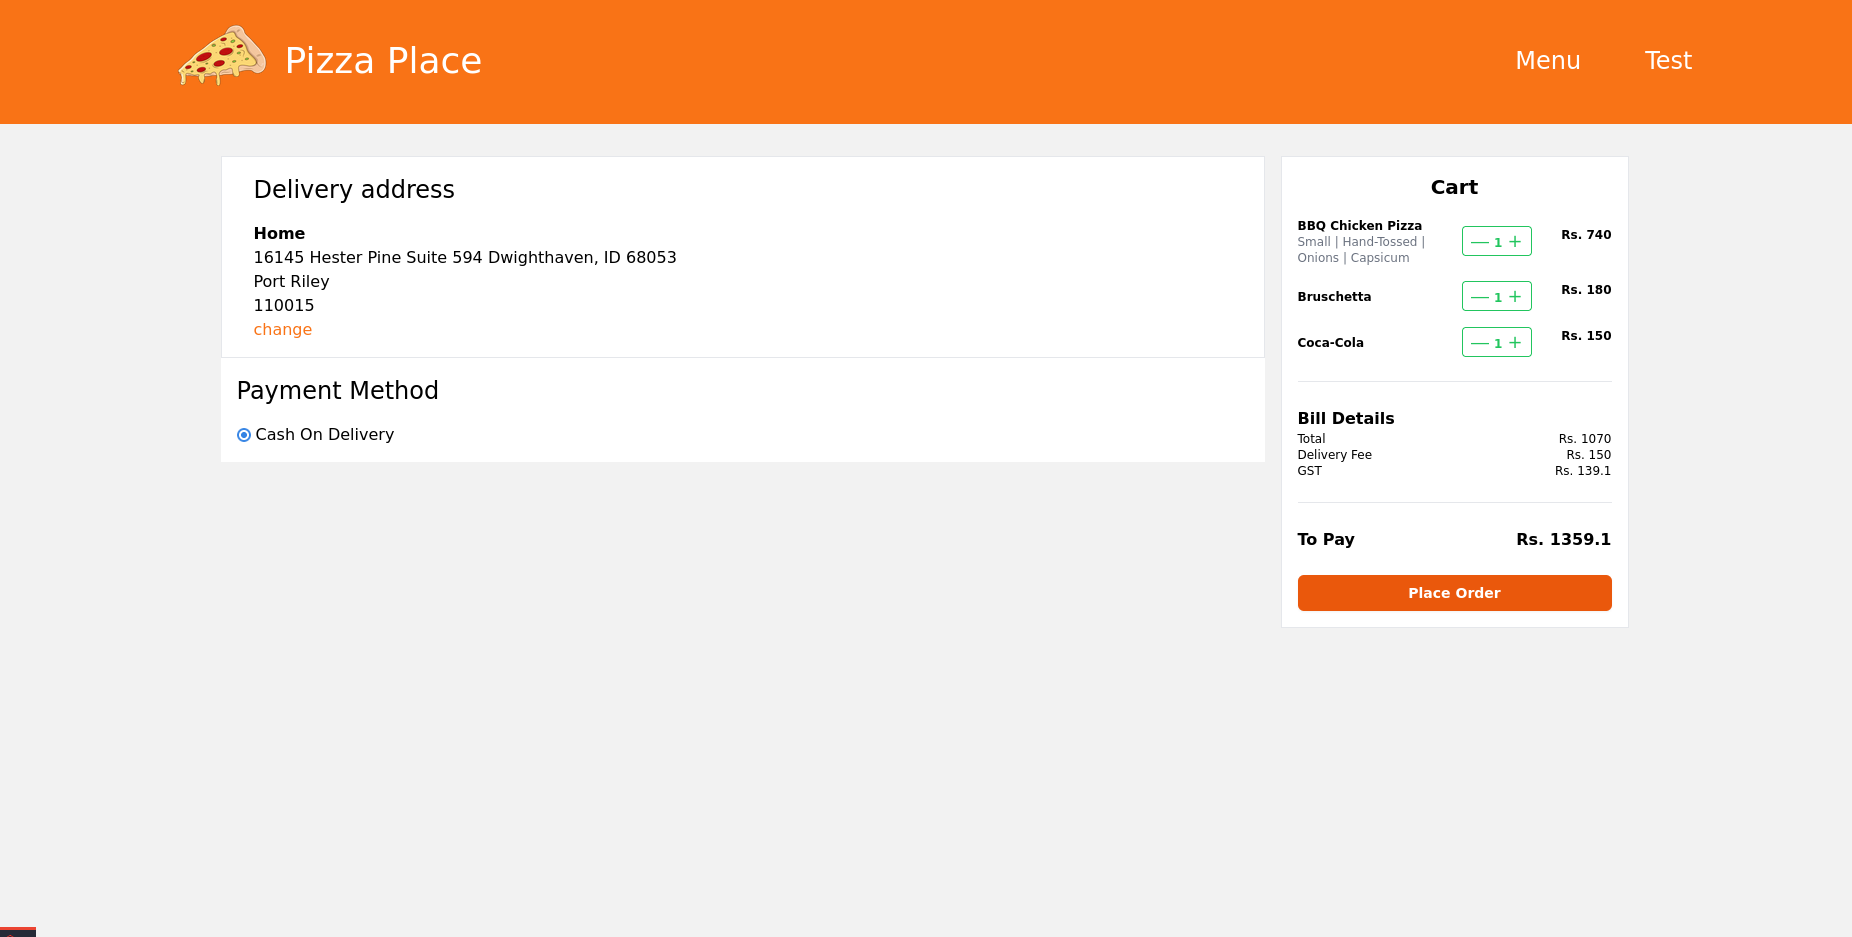 Pizza Place
Menu
Test
Delivery address
Home
16145 Hester Pine Suite 594 Dwighthaven, ID 68053
Port Riley
110015
change
Payment Method
Cash On Delivery
Cart
BBQ Chicken Pizza
Small | Hand-Tossed |
Onions | Capsicum
— 1 +
Rs. 740
Bruschetta
— 1 +
Rs. 180
Coca-Cola
— 1 +
Rs. 150
Bill Details
Total Rs. 1070
Delivery Fee Rs. 150
GST Rs. 139.1
To Pay Rs. 1359.1
Place Order